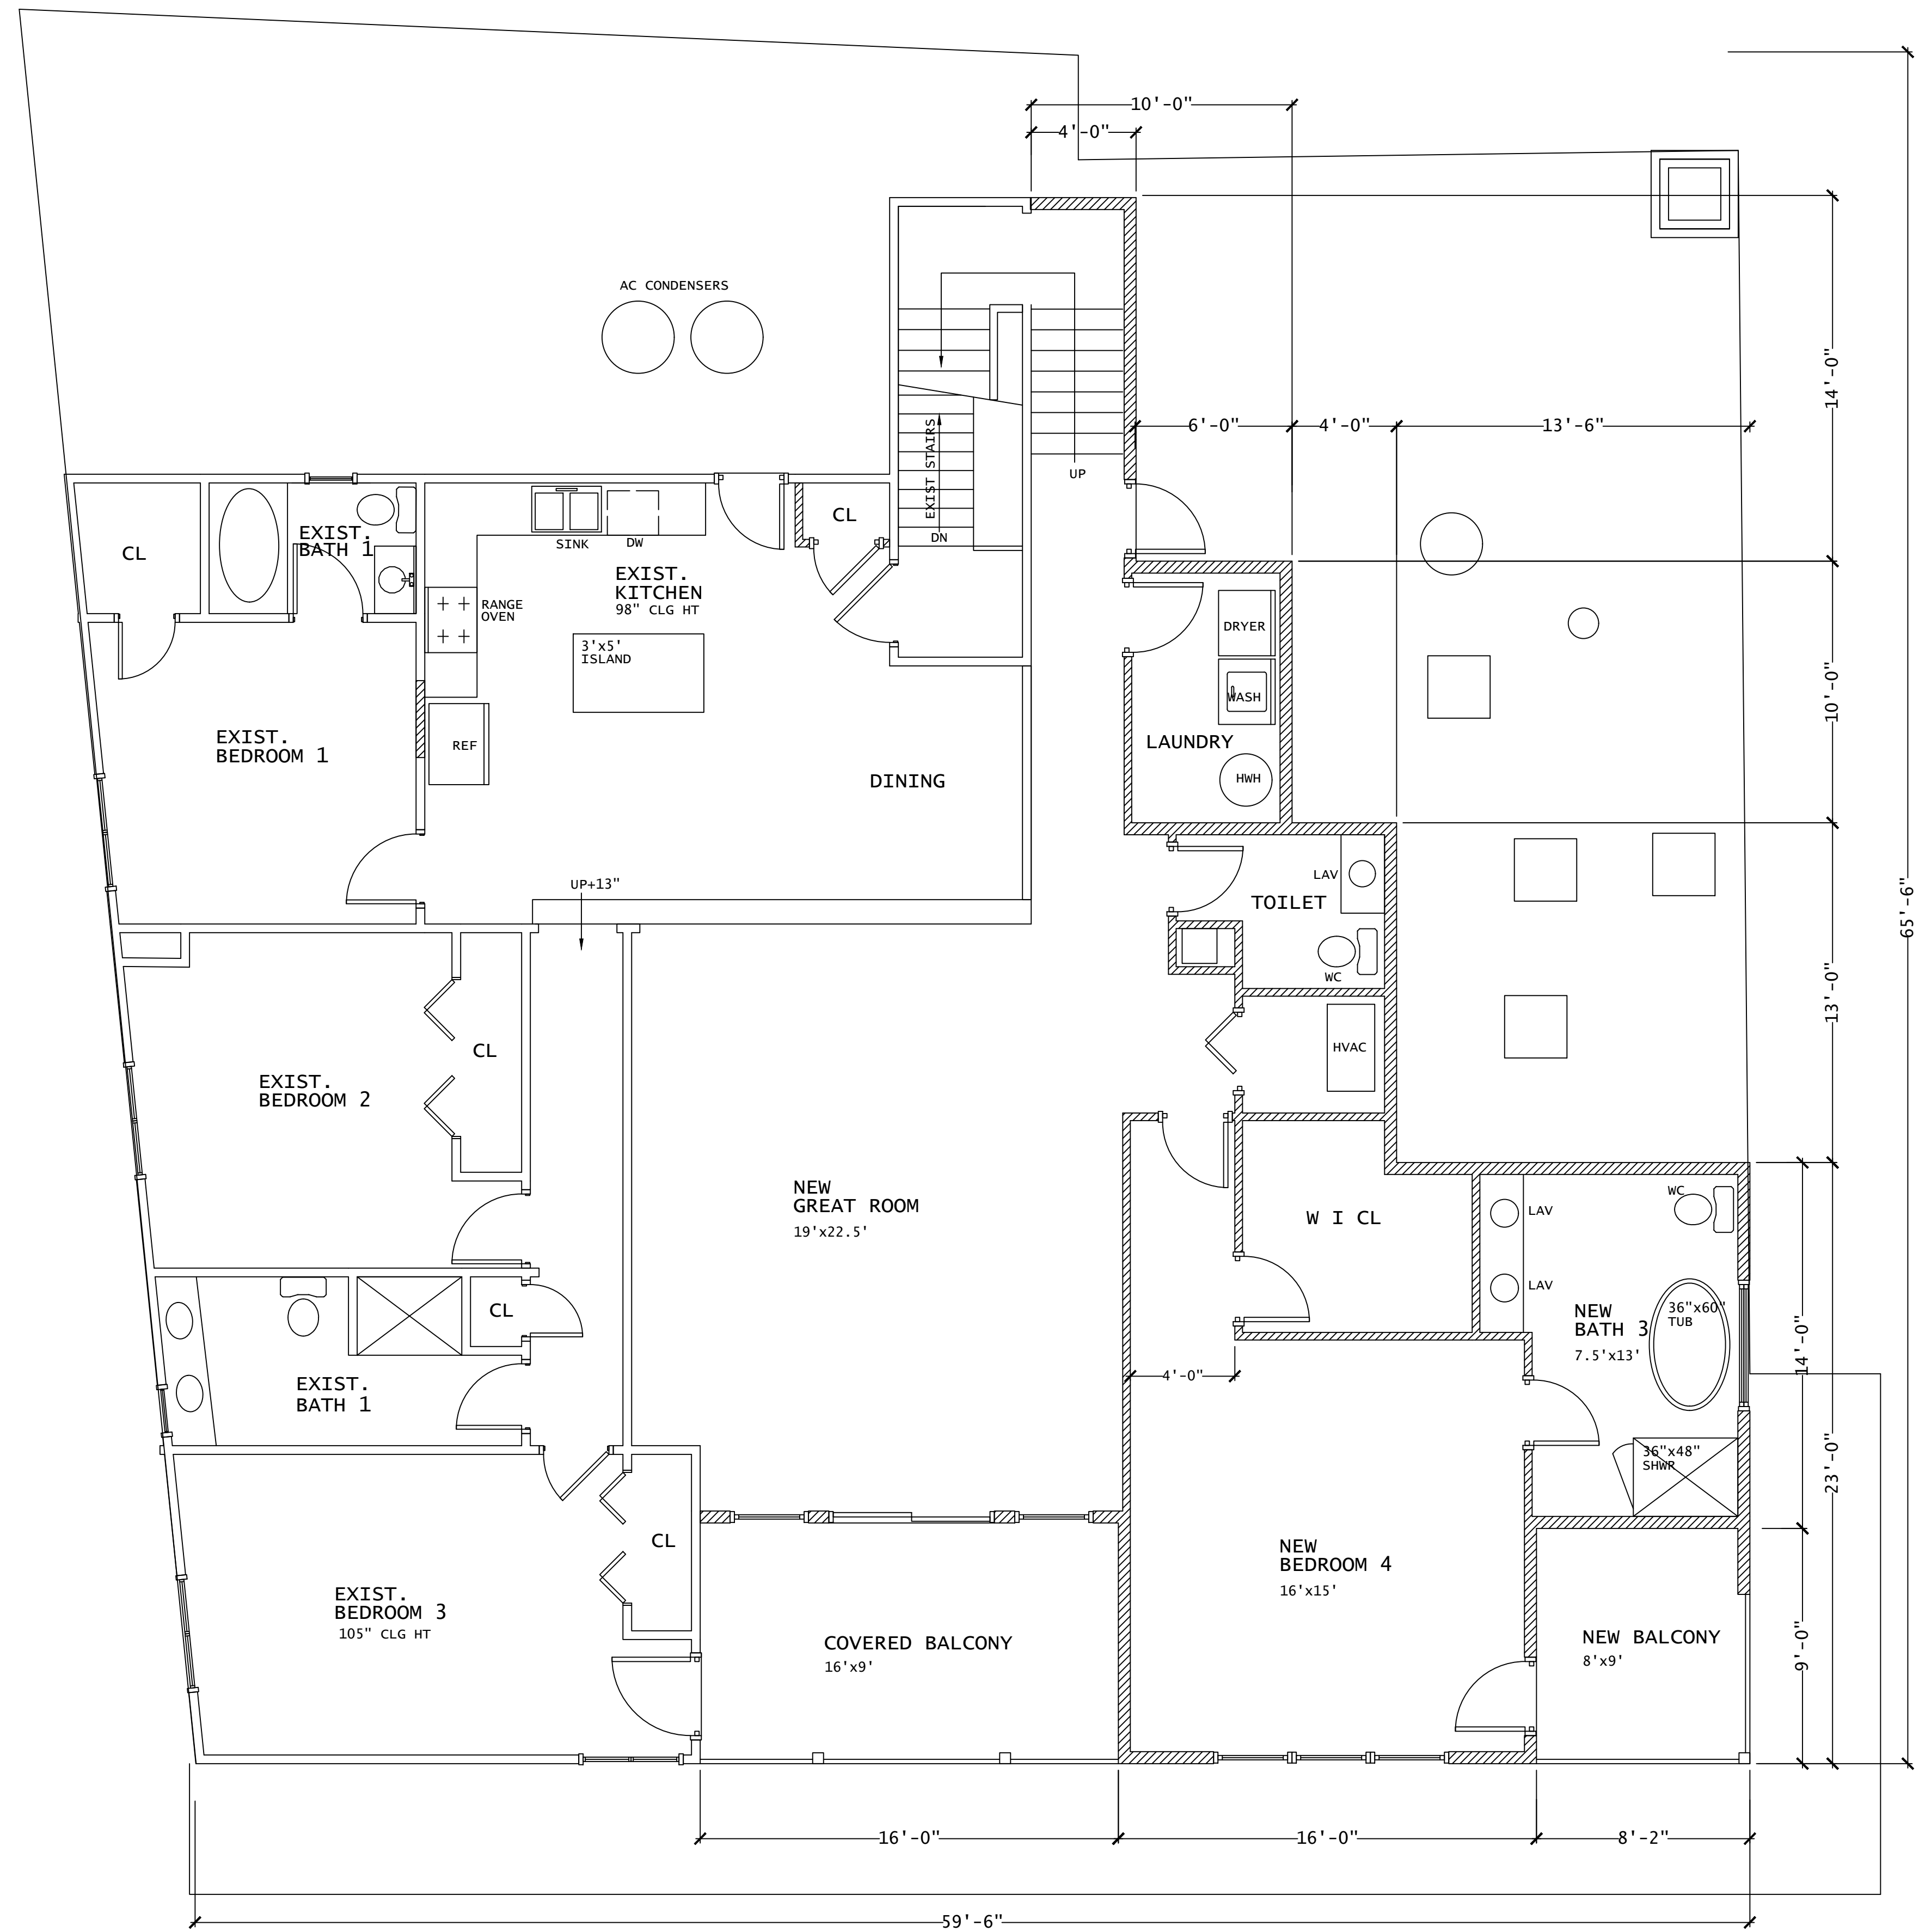 10'-0"
4'-0"
AC CONDENSERS
14'-0"
6'-0"
4'-0"
13'-6"
UP
EXIST STAIRS
DN
CL
EXIST.
BATH 1
SINK
DW
CL
EXIST.
KITCHEN
98" CLG HT
RANGE
OVEN
3'x5'
ISLAND
DRYER
WASH
LAUNDRY
HWH
10'-0"
EXIST.
BEDROOM 1
REF
DINING
UP+13"
LAV
TOILET
WC
65'-6"
13'-0"
HVAC
CL
EXIST.
BEDROOM 2
NEW
GREAT ROOM
19'x22.5'
W I CL
WC
LAV
LAV
NEW
BATH 3
7.5'x13'
36"x60"
TUB
14'-0"
CL
EXIST.
BATH 1
4'-0"
36"x48"
SHWR
23'-0"
CL
NEW
BEDROOM 4
16'x15'
EXIST.
BEDROOM 3
105" CLG HT
COVERED BALCONY
16'x9'
NEW BALCONY
8'x9'
9'-0"
16'-0"
16'-0"
8'-2"
59'-6"